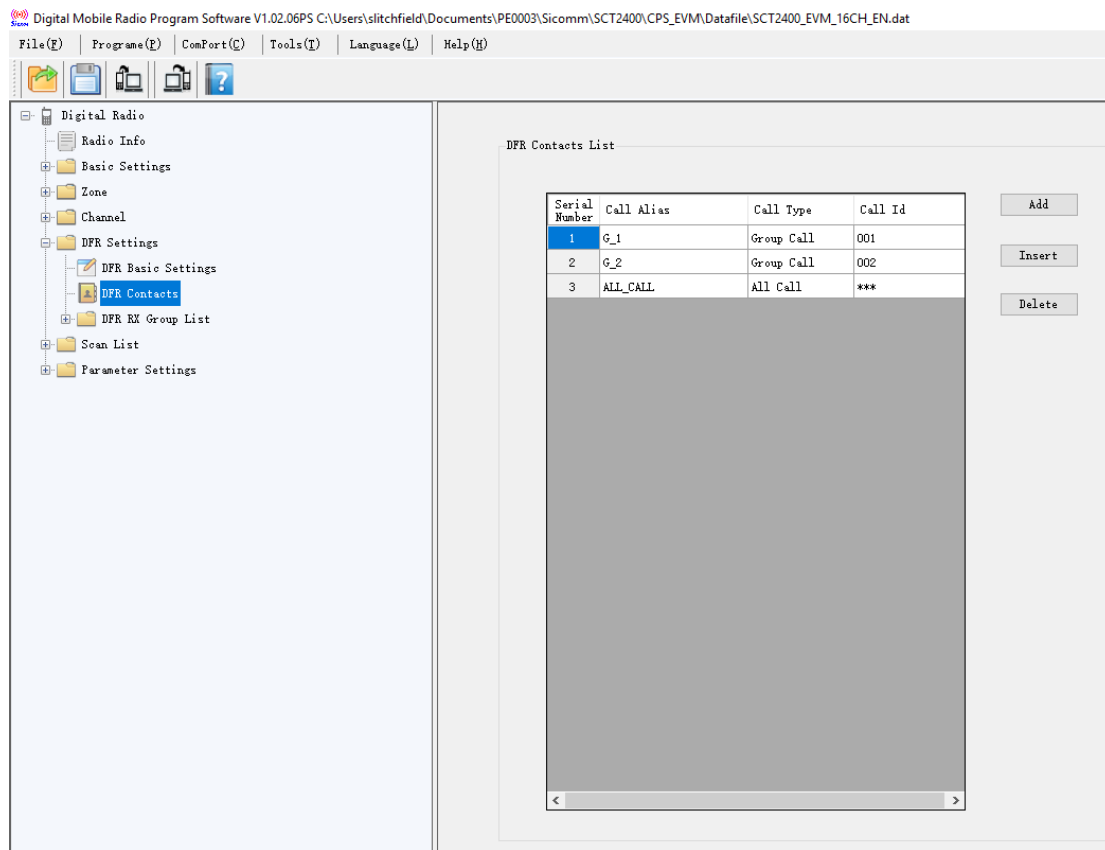 Digital Mobile Radio Program Software V1.02.06PS C:\Users\slitchfield\Documents\PE0003\Sicomm\SCT2400\CPS_EVM\Datafile\SCT2400_EVM_16CH_EN.dat
File(F) Programe(P) ComPort(C) Tools(T) Language(L) Help(H)
Digital Radio
Radio Info
Basic Settings
Zone
Channel
DFR Settings
DFR Basic Settings
DFR Contacts
DFR RX Group List
Scan List
Parameter Settings
DFR Contacts List
Serial Number Call Alias Call Type Call Id
1 G_1 Group Call 001
2 G_2 Group Call 002
3 ALL_CALL All Call ***
Add
Insert
Delete